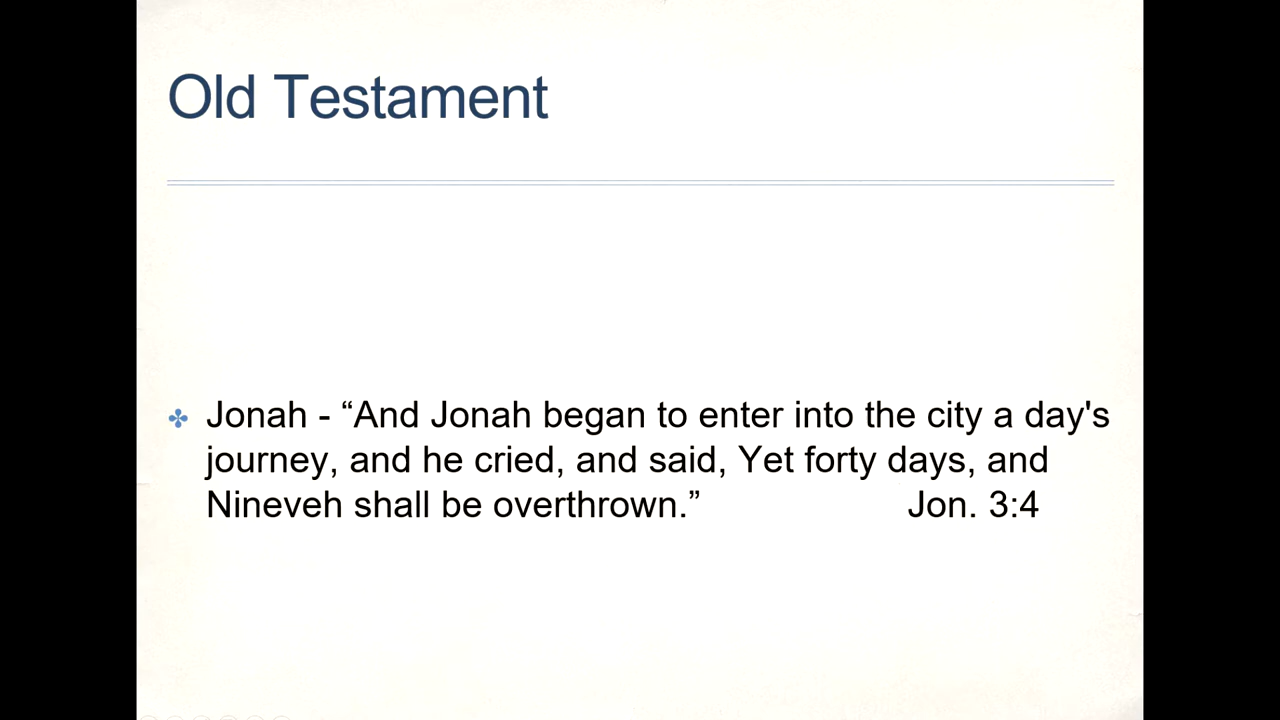 Old Testament
Jonah - “And Jonah began to enter into the city a day's
journey, and he cried, and said, Yet forty days, and
Nineveh shall be overthrown.” Jon. 3:4